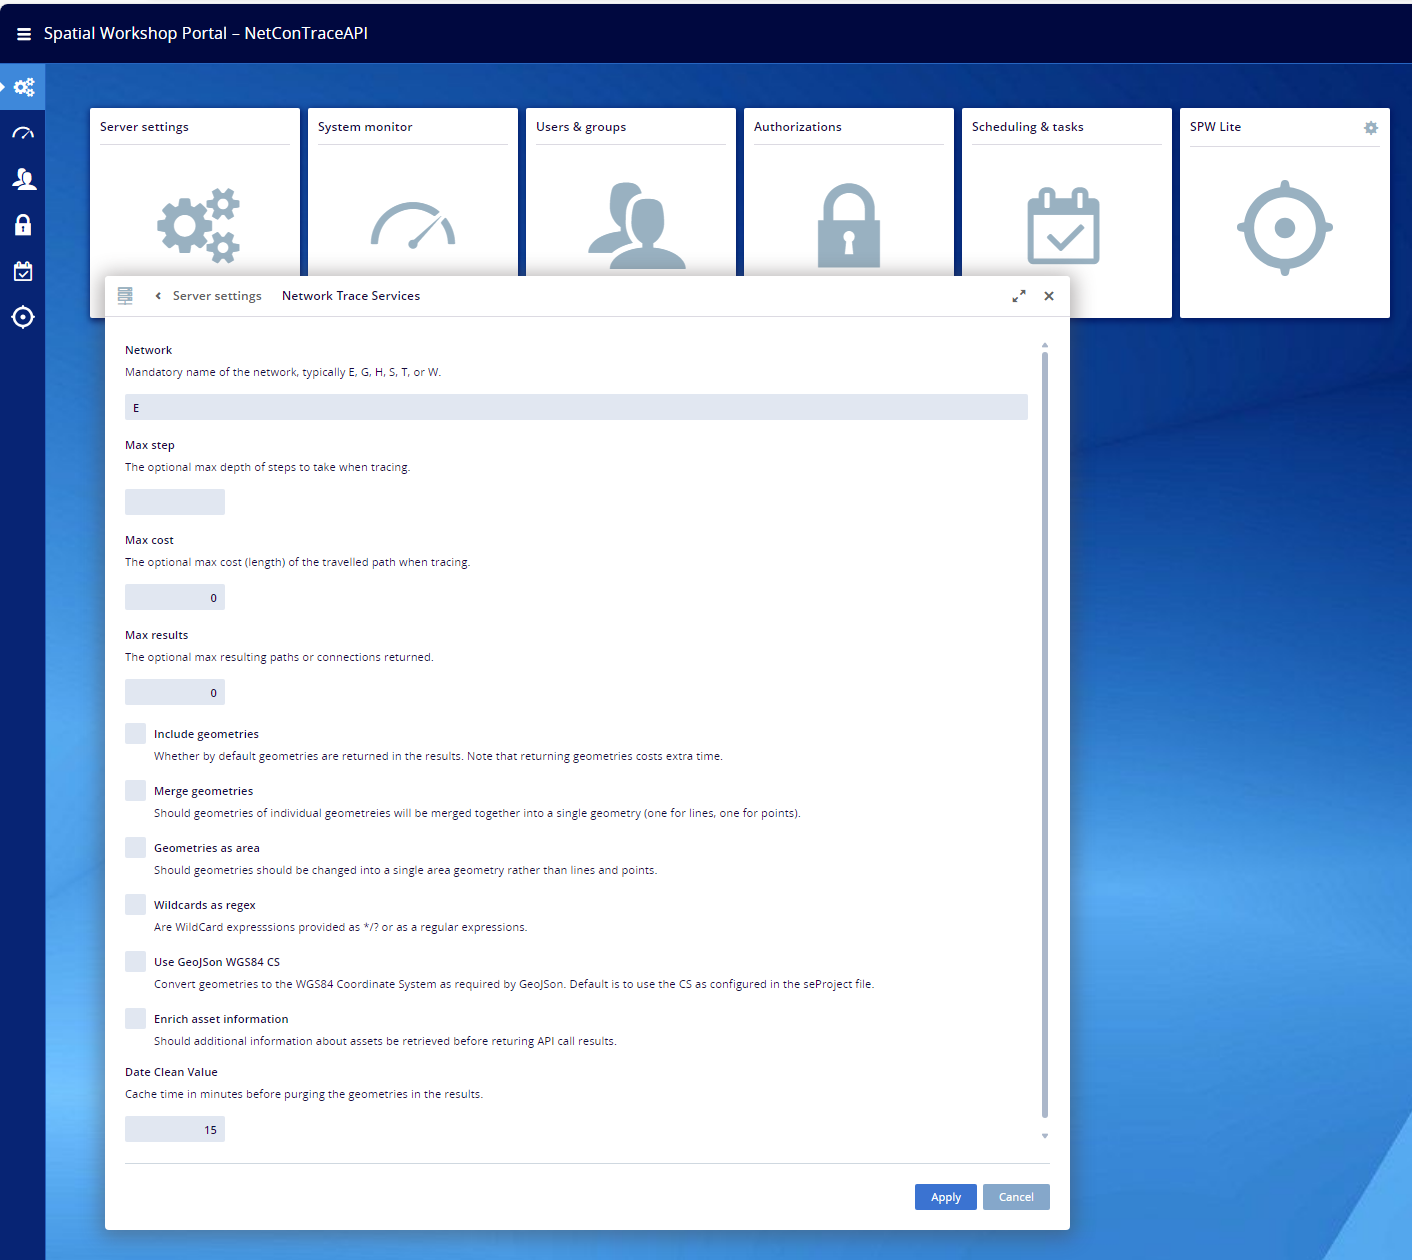 Spatial Workshop Portal – NetConTraceAPI
Server settings
System monitor
Users & groups
Authorizations
Scheduling & tasks
SPW Lite
Server settings
Network Trace Services
Network
Mandatory name of the network, typically E, G, H, S, T, or W.
E
Max step
The optional max depth of steps to take when tracing.
Max cost
The optional max cost (length) of the travelled path when tracing.
0
Max results
The optional max resulting paths or connections returned.
0
Include geometries
Whether by default geometries are returned in the results. Note that returning geometries costs extra time.
Merge geometries
Should geometries of individual geometreies will be merged together into a single geometry (one for lines, one for points).
Geometries as area
Should geometries should be changed into a single area geometry rather than lines and points.
Wildcards as regex
Are WildCard expresssions provided as */? or as a regular expressions.
Use GeoJSon WGS84 CS
Convert geometries to the WGS84 Coordinate System as required by GeoJSon. Default is to use the CS as configured in the seProject file.
Enrich asset information
Should additional information about assets be retrieved before returing API call results.
Date Clean Value
Cache time in minutes before purging the geometries in the results.
15
Apply
Cancel